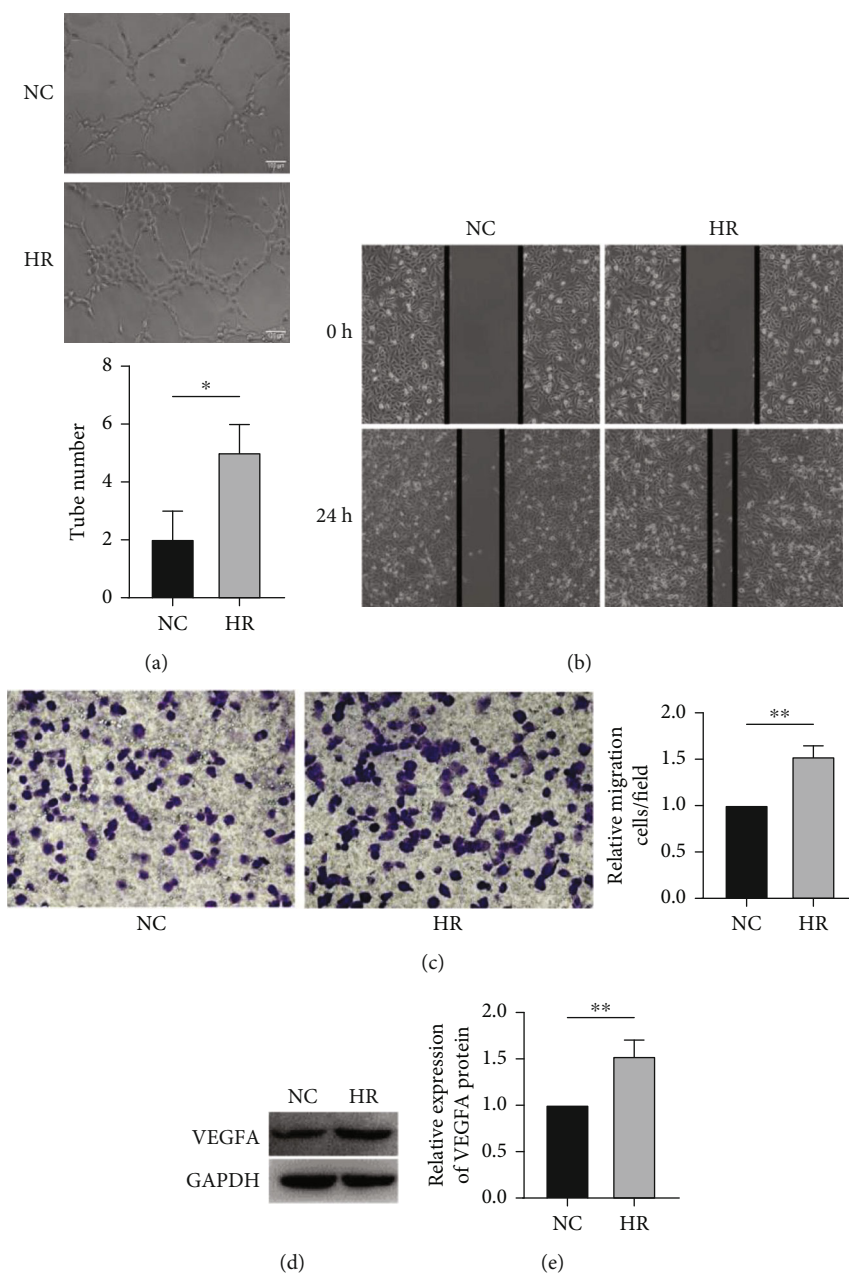 NC
HR
8
6
4
2
0
Tube number
*
NC
HR
(a)
NC
HR
0 h
24 h
(b)
NC
HR
2.0
1.5
1.0
0.5
0.0
Relative migration
cells/field
**
NC
HR
(c)
NC
HR
VEGFA
GAPDH
(d)
2.0
1.5
1.0
0.5
0.0
Relative expression
of VEGFA protein
**
NC
HR
(e)